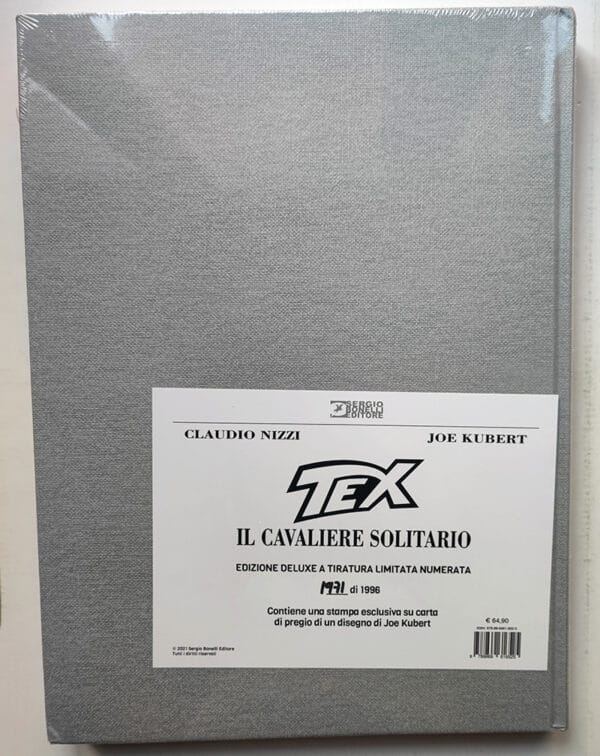 SERGIO
BONELLI
EDITORE
CLAUDIO NIZZI JOE KUBERT
TEX
IL CAVALIERE SOLITARIO
EDIZIONE DELUXE A TIRATURA LIMITATA NUMERATA
1971 di 1996
Contiene una stampa esclusiva su carta
di pregio di un disegno di Joe Kubert
€ 64,90
© 2021 Sergio Bonelli Editore
Tutti i diritti riservati